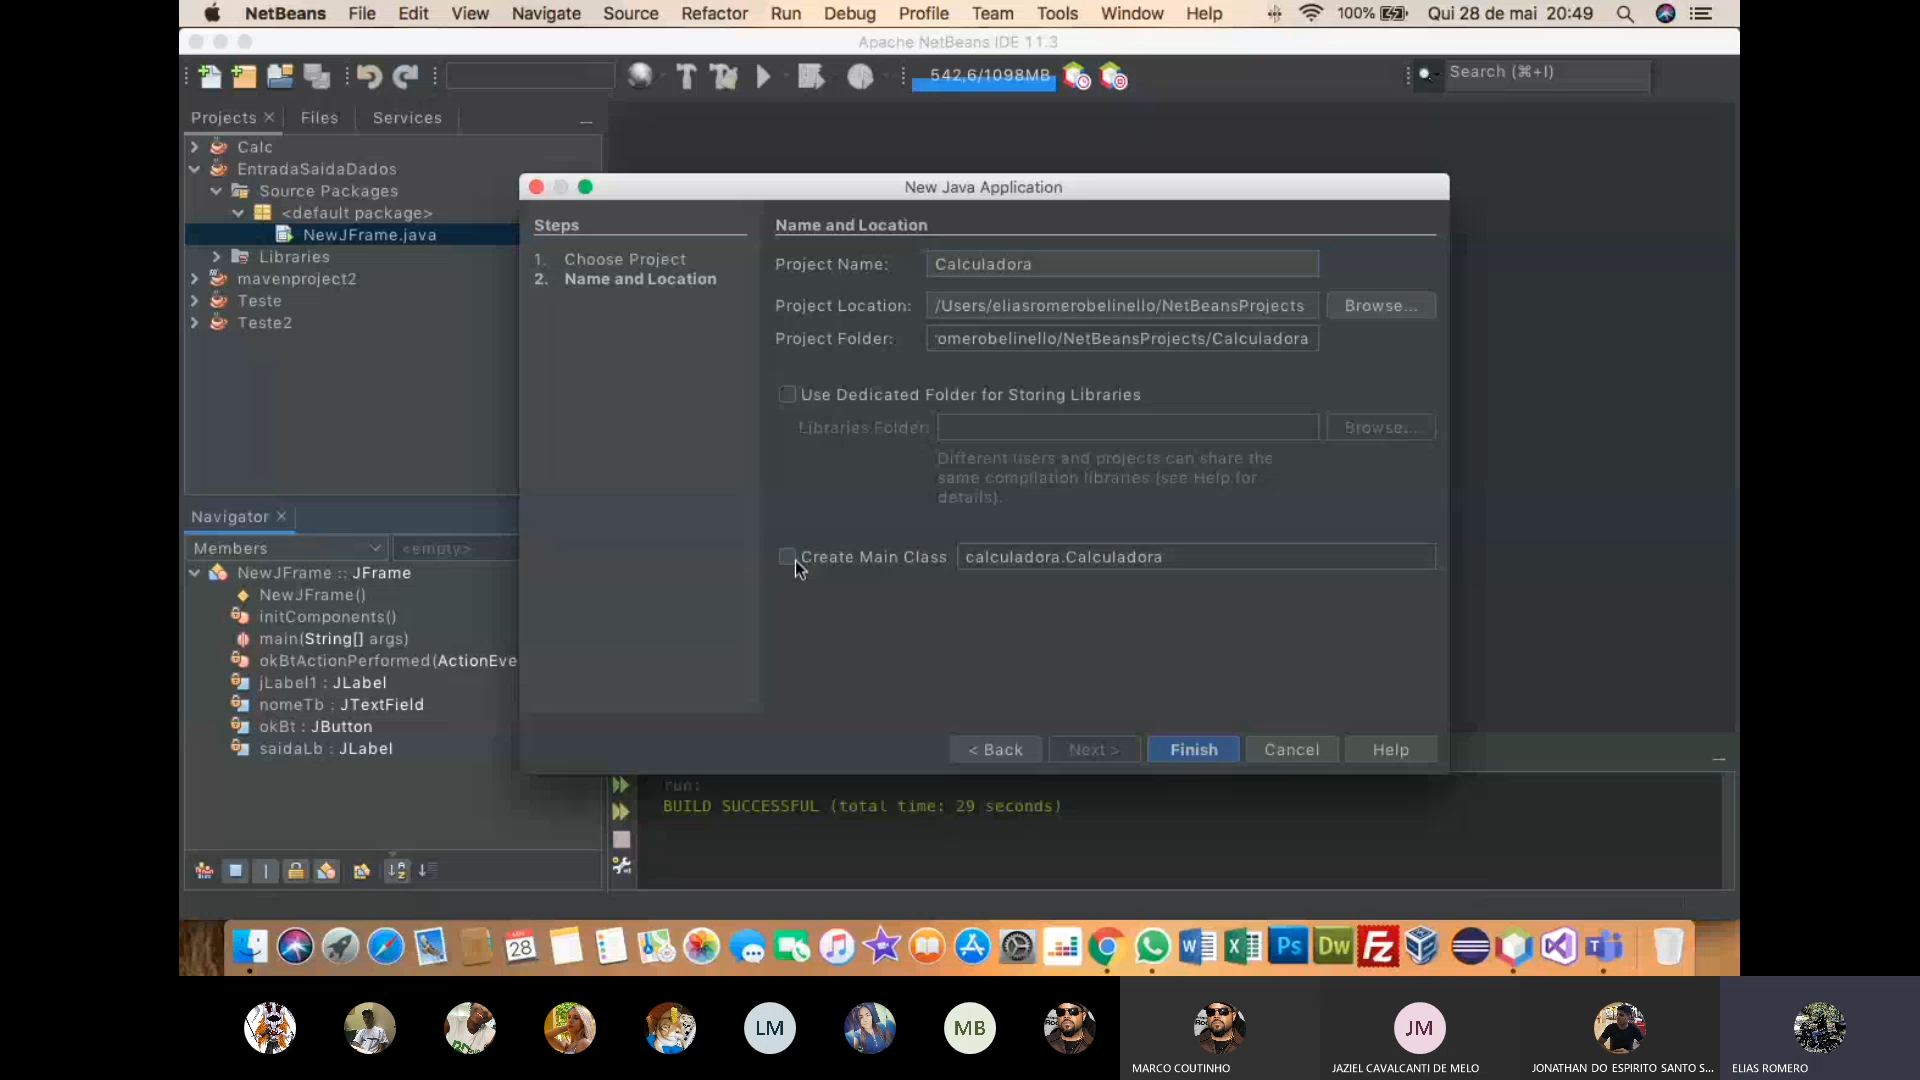 NetBeans File Edit View Navigate Source Refactor Run Debug Profile Team Tools Window Help 100% Qui 28 de mai 20:49
Apache NetBeans IDE 11.3
542,6/1098MB
Search (⌘+I)
Projects Files Services
Calc
EntradaSaidaDados
Source Packages
<default package>
NewJFrame.java
Libraries
mavenproject2
Teste
Teste2
New Java Application
Steps
1. Choose Project
2. Name and Location
Name and Location
Project Name: Calculadora
Project Location: /Users/eliasromerobelinello/NetBeansProjects Browse...
Project Folder: omerobelinello/NetBeansProjects/Calculadora
Use Dedicated Folder for Storing Libraries
Libraries Folder: Browse...
Different users and projects can share the
same compilation libraries (see Help for
details).
Create Main Class calculadora.Calculadora
< Back Next > Finish Cancel Help
Navigator
Members <empty>
NewJFrame :: JFrame
NewJFrame()
initComponents()
main(String[] args)
okBtActionPerformed(ActionEve
jLabel1 : JLabel
nomeTb : JTextField
okBt : JButton
saidaLb : JLabel
run:
BUILD SUCCESSFUL (total time: 29 seconds)
28
W X Ps Dw Fz T
LM MB JM
MARCO COUTINHO JAZIEL CAVALCANTI DE MELO JONATHAN DO ESPIRITO SANTO S... ELIAS ROMERO